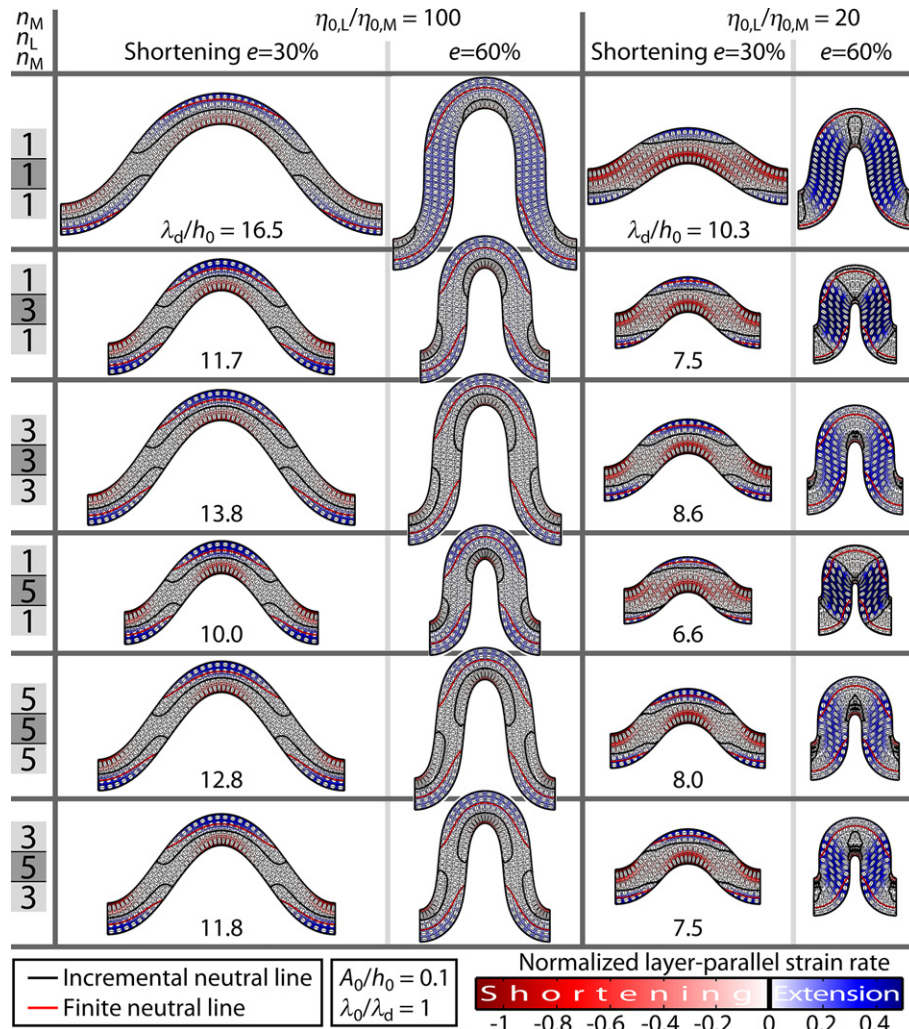 n_M η_0,L/η_0,M = 100 η_0,L/η_0,M = 20
n_L
n_M Shortening e=30% e=60% Shortening e=30% e=60%
1
1
1
λ_d/h_0 = 16.5 λ_d/h_0 = 10.3
1
3
1
11.7 7.5
3
3
3
13.8 8.6
1
5
1
10.0 6.6
5
5
5
12.8 8.0
3
5
3
11.8 7.5
Incremental neutral line
Finite neutral line
A_0/h_0 = 0.1
λ_0/λ_d = 1
Normalized layer-parallel strain rate
Shortening Extension
-1 -0.8 -0.6 -0.4 -0.2 0 0.2 0.4